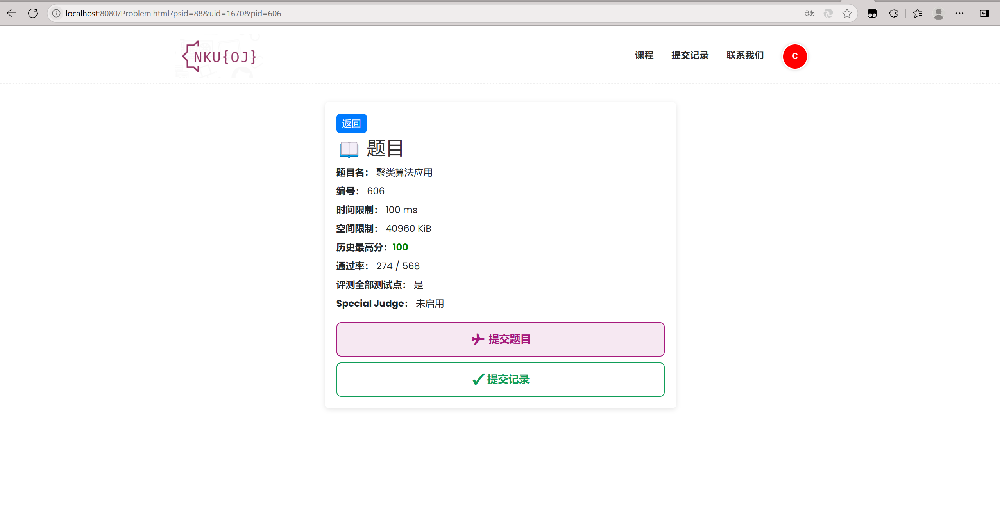 localhost:8080/Problem.html?psid=88&uid=1670&pid=606
aあ
NKU{OJ}
课程 提交记录 联系我们 C
返回
题目
题目名： 聚类算法应用
编号： 606
时间限制： 100 ms
空间限制： 40960 KiB
历史最高分：100
通过率： 274 / 568
评测全部测试点： 是
Special Judge： 未启用
提交题目
提交记录